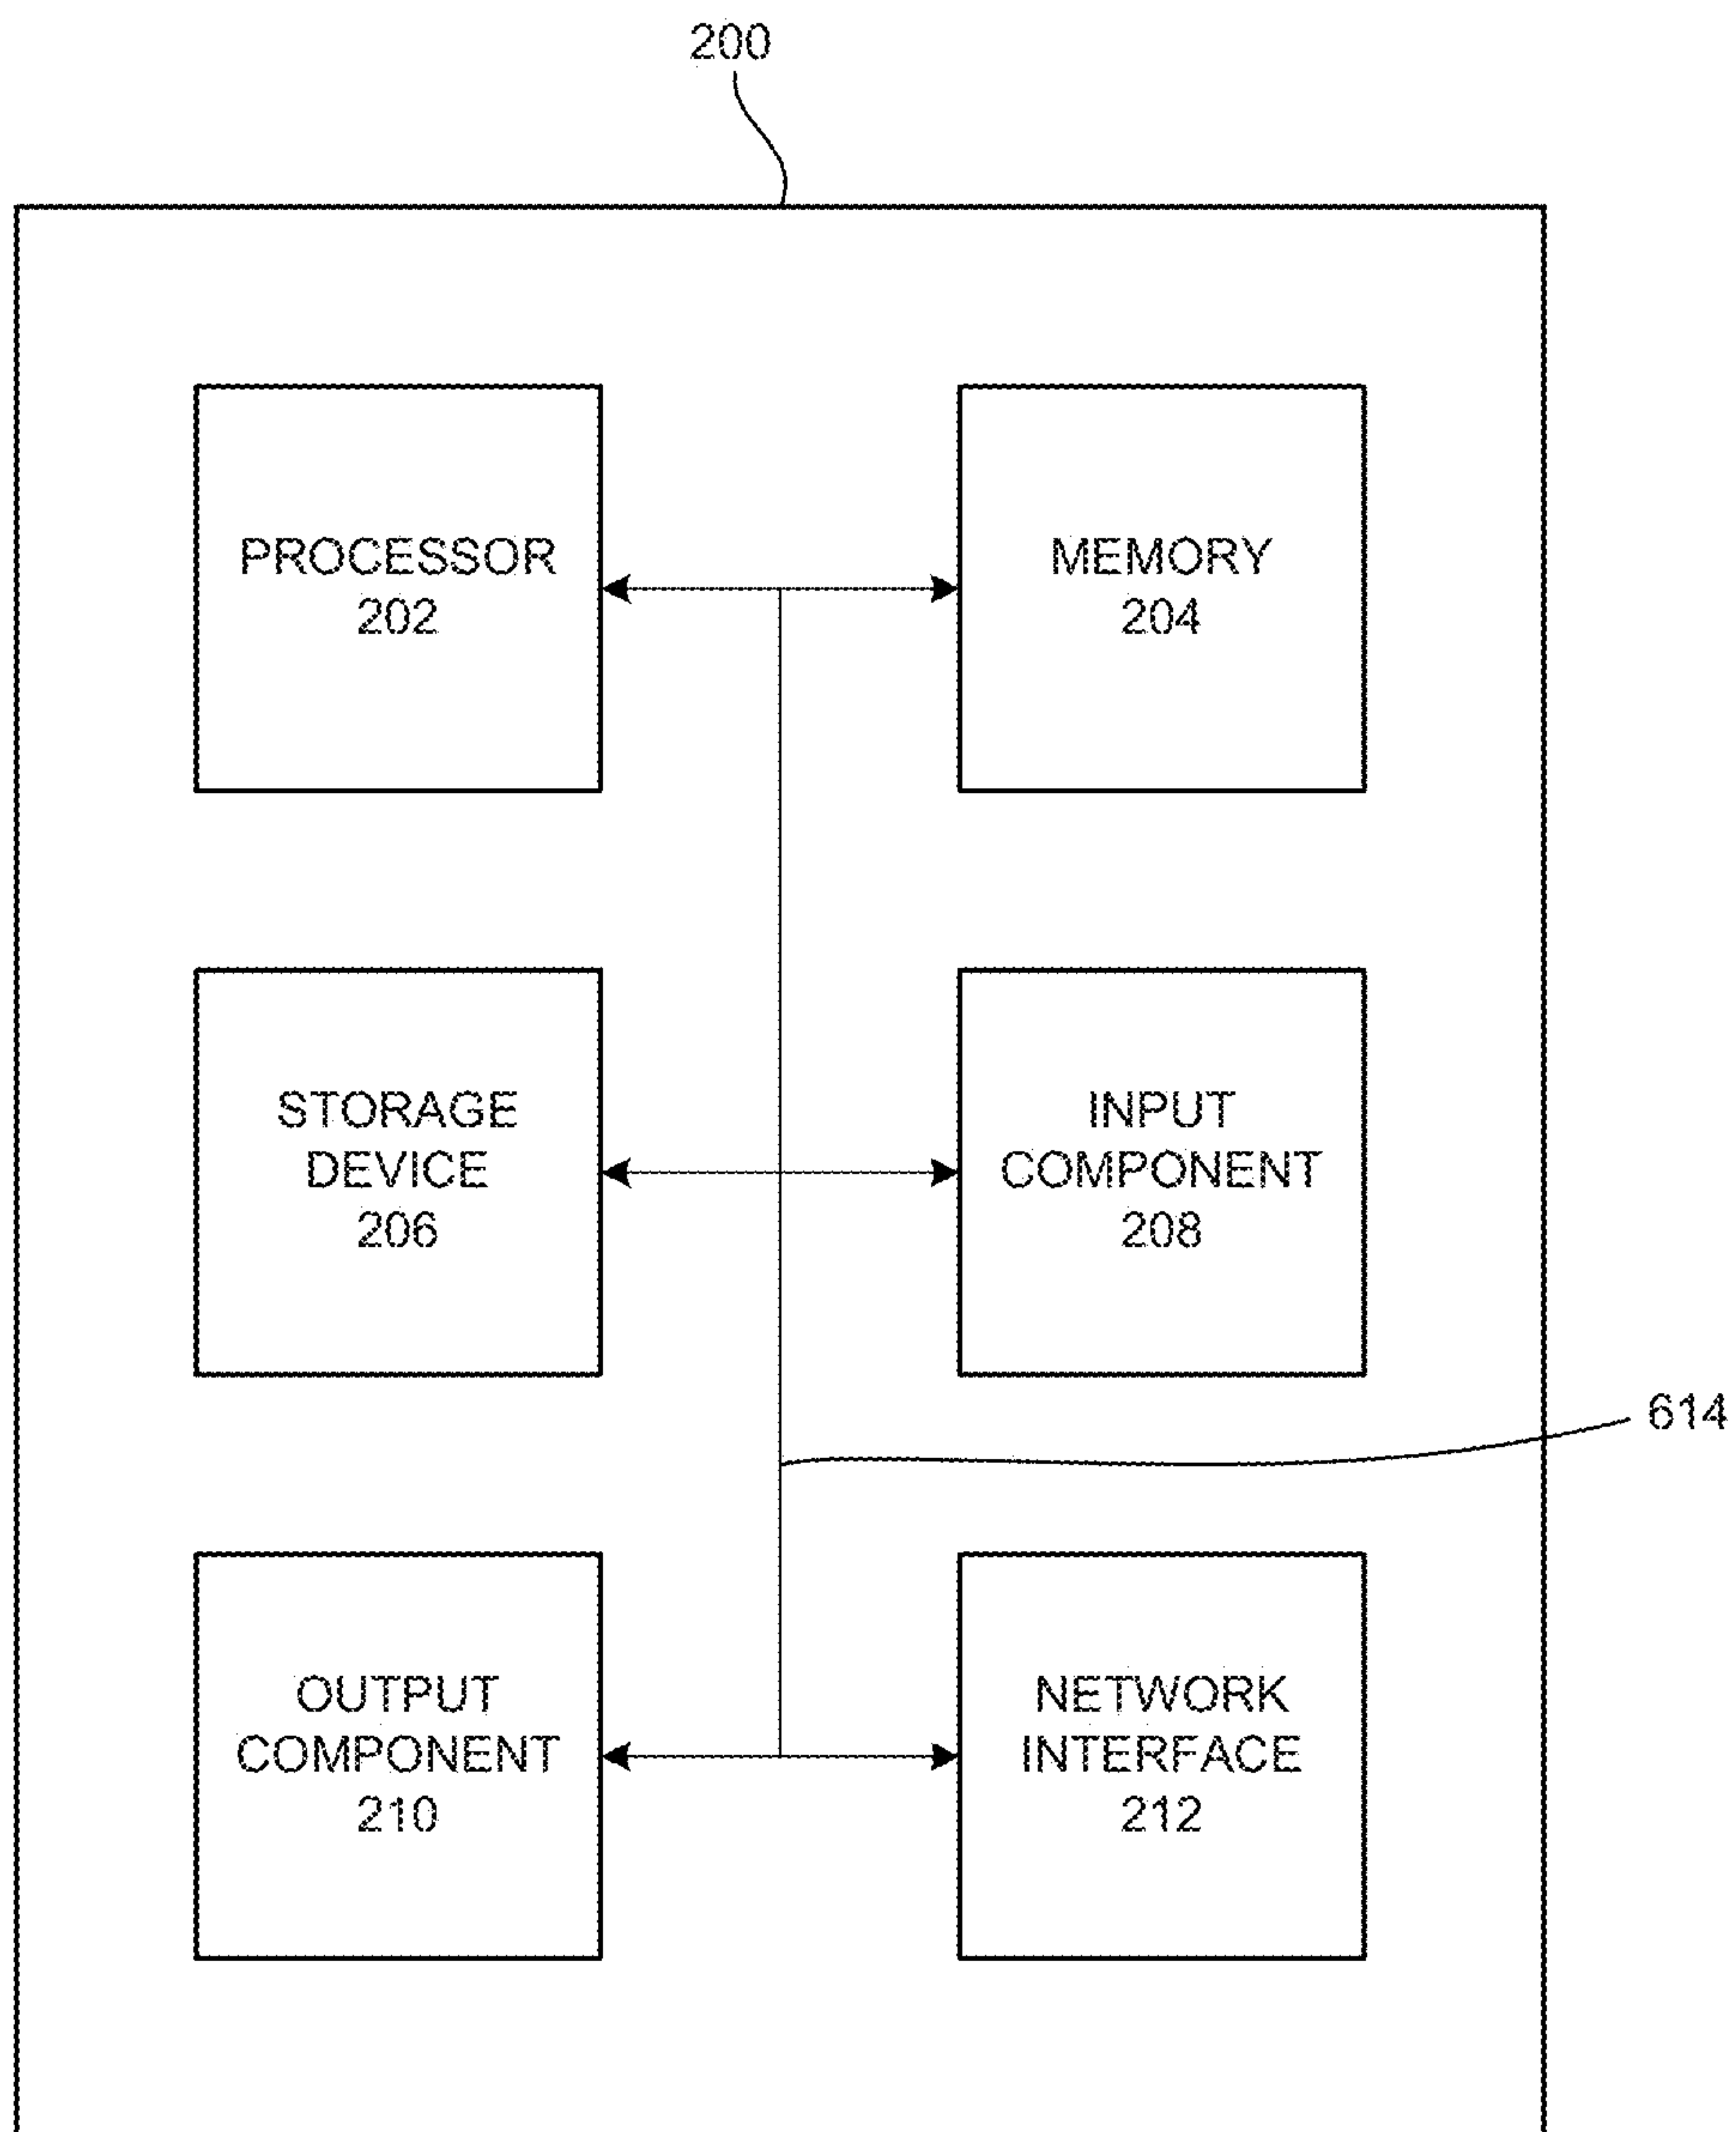 200
PROCESSOR
202
MEMORY
204
STORAGE
DEVICE
206
INPUT
COMPONENT
208
614
OUTPUT
COMPONENT
210
NETWORK
INTERFACE
212